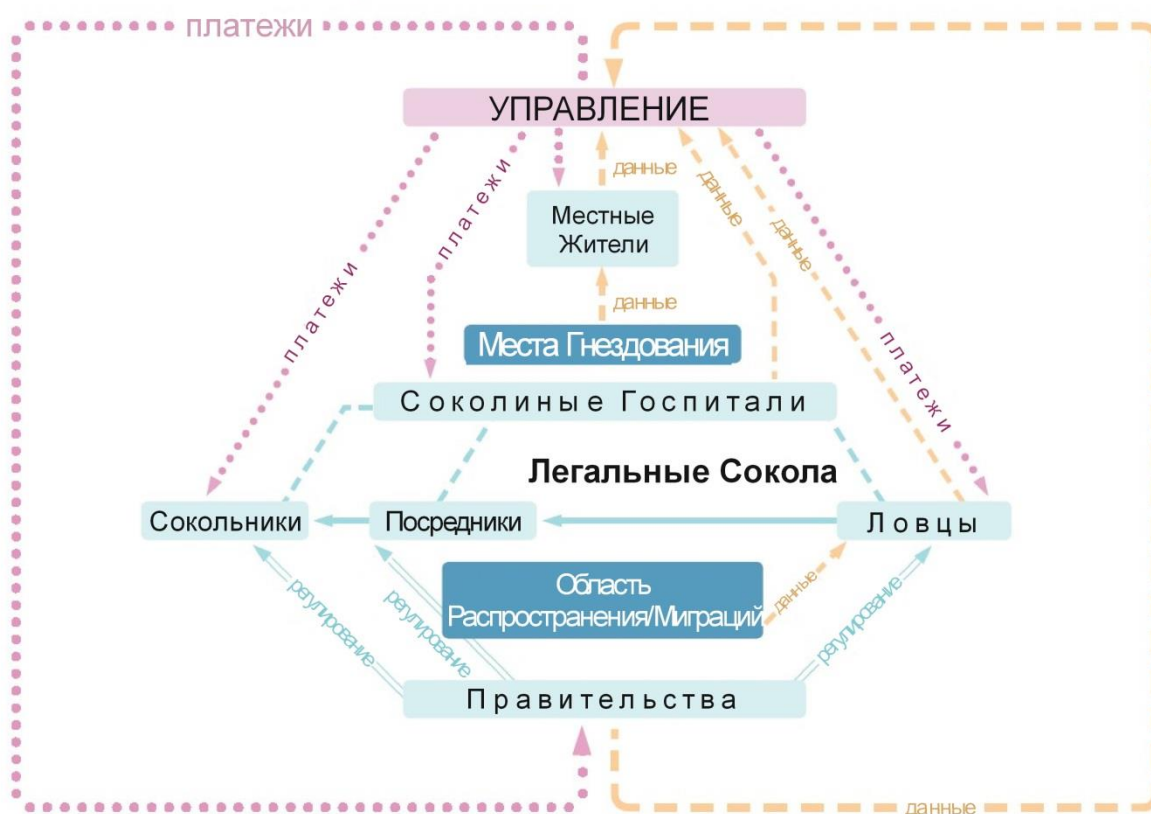 платежи
УПРАВЛЕНИЕ
данные
платежи
данные
Местные
Жители
данные
платежи
данные
Места Гнездования
платежи
Соколиные Госпитали
Легальные Сокола
Сокольники
Посредники
Ловцы
Область
Распространения/Миграций
данные
регулирование
регулирование
регулирование
Правительства
данные